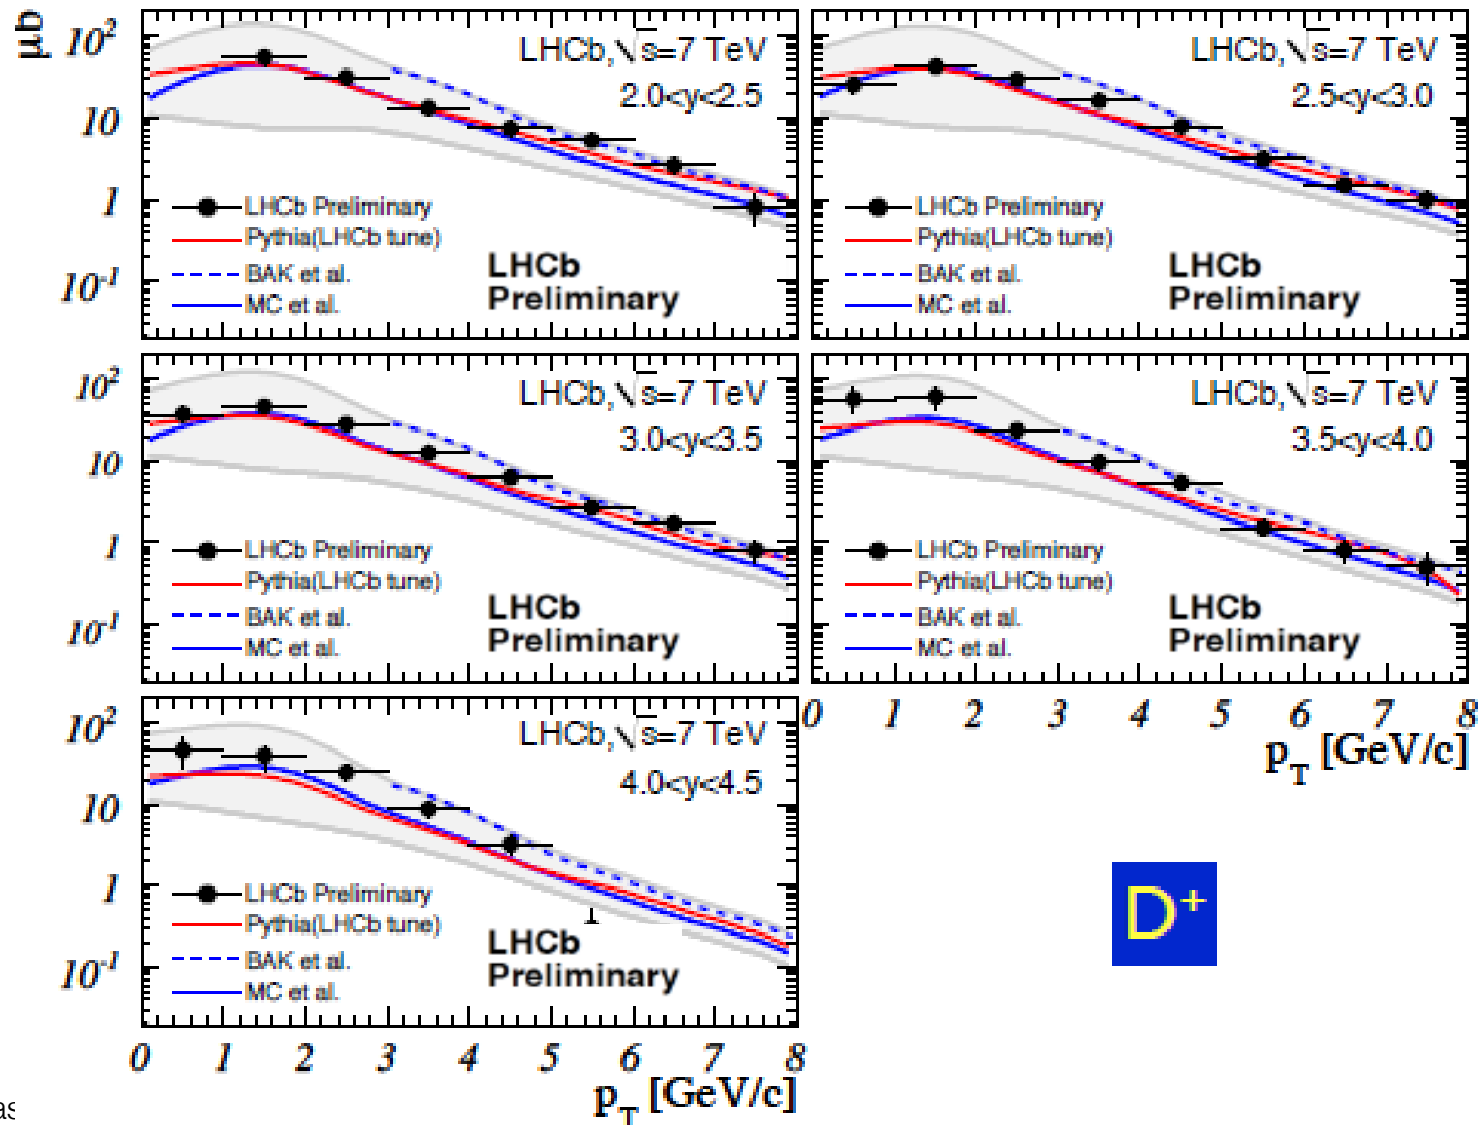 μb
LHCb,√s=7 TeV
2.0<y<2.5
10²
10
1
10⁻¹
LHCb Preliminary
Pythia(LHCb tune)
BAK et al.
MC et al.
LHCb
Preliminary
LHCb,√s=7 TeV
2.5<y<3.0
LHCb Preliminary
Pythia(LHCb tune)
BAK et al.
MC et al.
LHCb
Preliminary
LHCb,√s=7 TeV
3.0<y<3.5
10²
10
1
10⁻¹
LHCb Preliminary
Pythia(LHCb tune)
BAK et al.
MC et al.
LHCb
Preliminary
LHCb,√s=7 TeV
3.5<y<4.0
LHCb Preliminary
Pythia(LHCb tune)
BAK et al.
MC et al.
LHCb
Preliminary
0 1 2 3 4 5 6 7 8
p_T [GeV/c]
LHCb,√s=7 TeV
4.0<y<4.5
10²
10
1
10⁻¹
LHCb Preliminary
Pythia(LHCb tune)
BAK et al.
MC et al.
LHCb
Preliminary
0 1 2 3 4 5 6 7 8
p_T [GeV/c]
D⁺